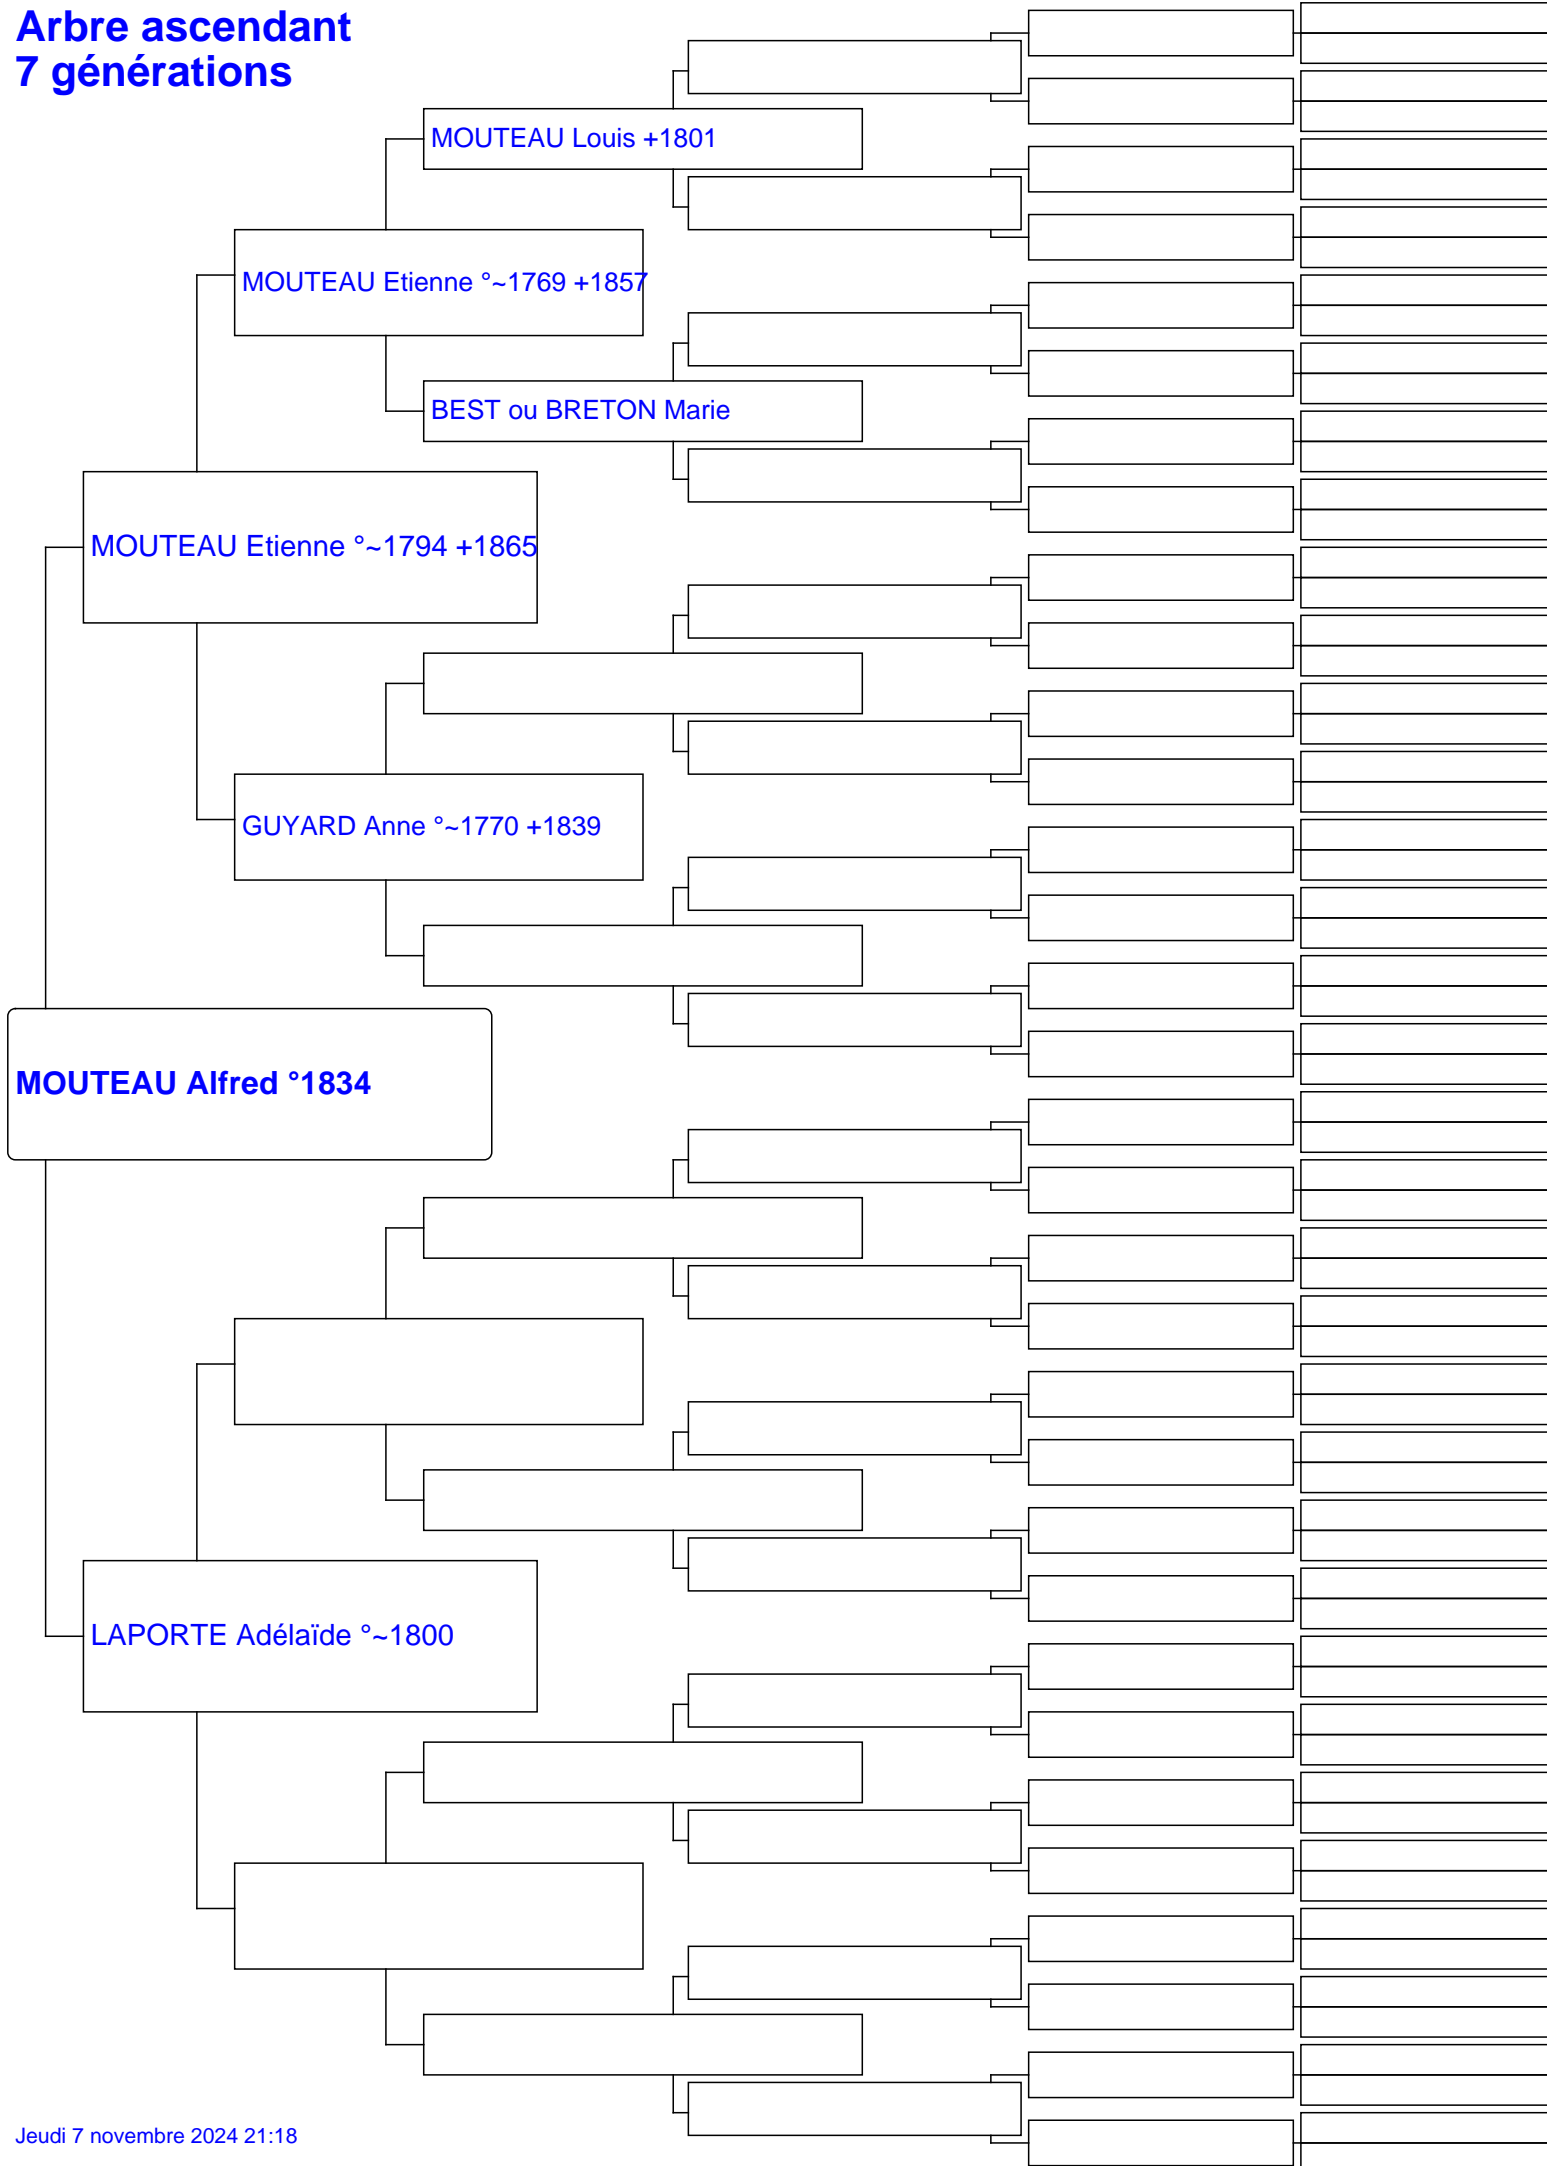 Arbre ascendant
7 générations
MOUTEAU Louis +1801
MOUTEAU Etienne °~1769 +1857
BEST ou BRETON Marie
MOUTEAU Etienne °~1794 +1865
GUYARD Anne °~1770 +1839
MOUTEAU Alfred °1834
LAPORTE Adélaïde °~1800
Jeudi 7 novembre 2024 21:18